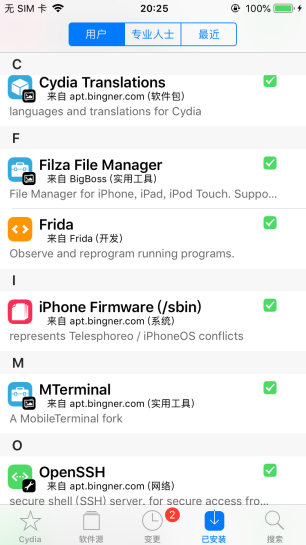 无 SIM 卡 20:25 100%
用户 专业人士 最近
C
Cydia Translations
来自 apt.bingner.com (软件包)
languages and translations for Cydia
F
Filza File Manager
来自 BigBoss (实用工具)
File Manager for iPhone, iPad, iPod Touch. Suppo...
Frida
来自 Frida (开发)
Observe and reprogram running programs.
I
iPhone Firmware (/sbin)
来自 apt.bingner.com (系统)
represents Telesphoreo / iPhoneOS conflicts
M
MTerminal
来自 apt.bingner.com (实用工具)
A MobileTerminal fork
O
OpenSSH
来自 apt.bingner.com (网络)
secure shell (SSH) server, for secure access fro...
2
Cydia 软件源 变更 已安装 搜索